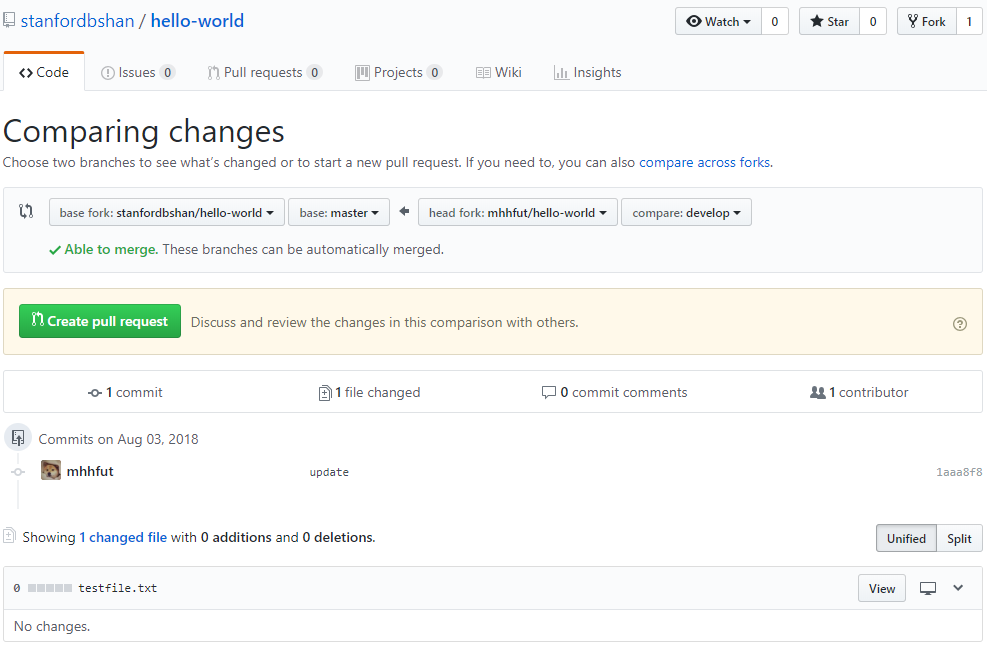 stanfordbshan / hello-world Watch 0 Star 0 Fork 1
Code Issues 0 Pull requests 0 Projects 0 Wiki Insights
Comparing changes
Choose two branches to see what's changed or to start a new pull request. If you need to, you can also compare across forks.
base fork: stanfordbshan/hello-world base: master head fork: mhhfut/hello-world compare: develop
Able to merge. These branches can be automatically merged.
Create pull request Discuss and review the changes in this comparison with others.
1 commit 1 file changed 0 commit comments 1 contributor
Commits on Aug 03, 2018
mhhfut update 1aaa8f8
Showing 1 changed file with 0 additions and 0 deletions. Unified Split
0 testfile.txt View
No changes.